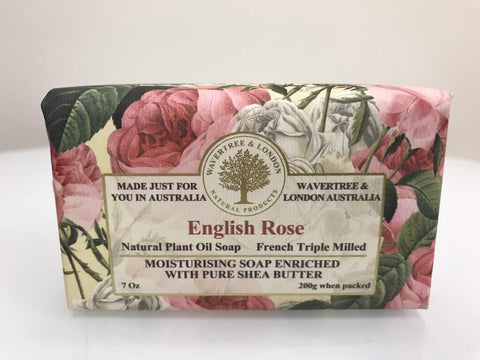 WAVERTREE & LONDON
NATURAL PRODUCTS
MADE JUST FOR
YOU IN AUSTRALIA
WAVERTREE &
LONDON AUSTRALIA
English Rose
Natural Plant Oil Soap French Triple Milled
MOISTURISING SOAP ENRICHED
WITH PURE SHEA BUTTER
7 Oz 200g when packed